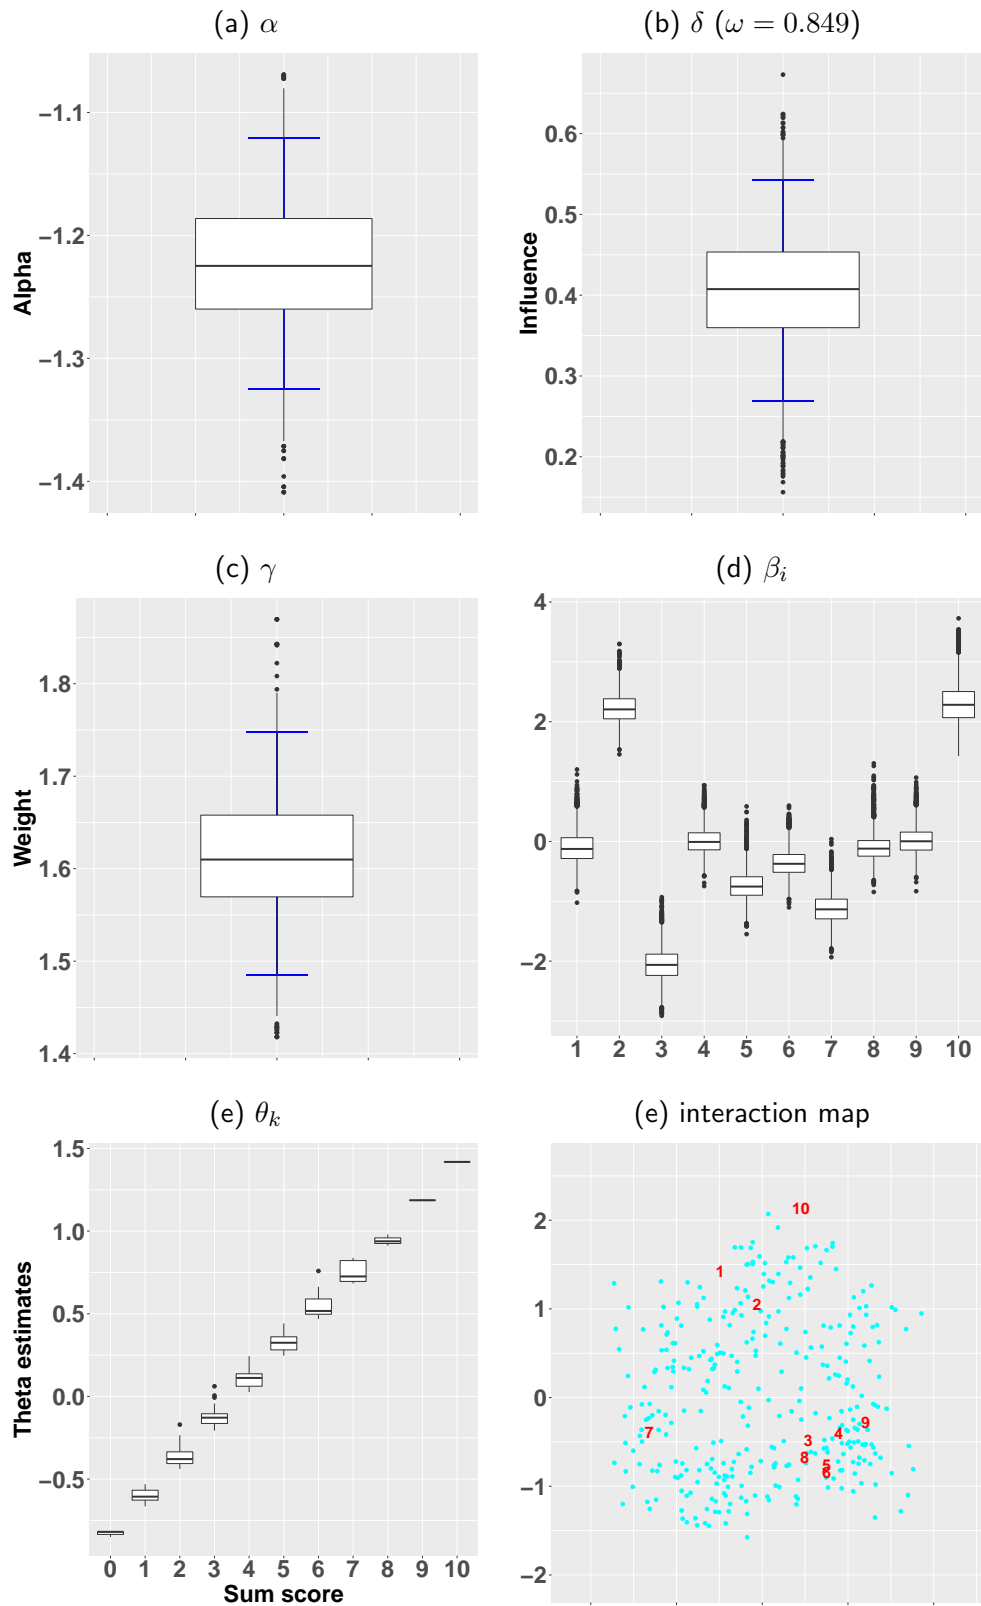 (a) α
(b) δ (ω = 0.849)
Alpha
−1.1
−1.2
−1.3
−1.4
Influence
0.6
0.5
0.4
0.3
0.2
(c) γ
(d) βi
Weight
1.8
1.7
1.6
1.5
1.4
4
2
0
−2
1 2 3 4 5 6 7 8 9 10
(e) θk
(e) interaction map
Theta estimates
1.5
1.0
0.5
0.0
−0.5
0 1 2 3 4 5 6 7 8 9 10
Sum score
2
1
0
−1
−2
10
1
2
9
7
4
3
8
5
6